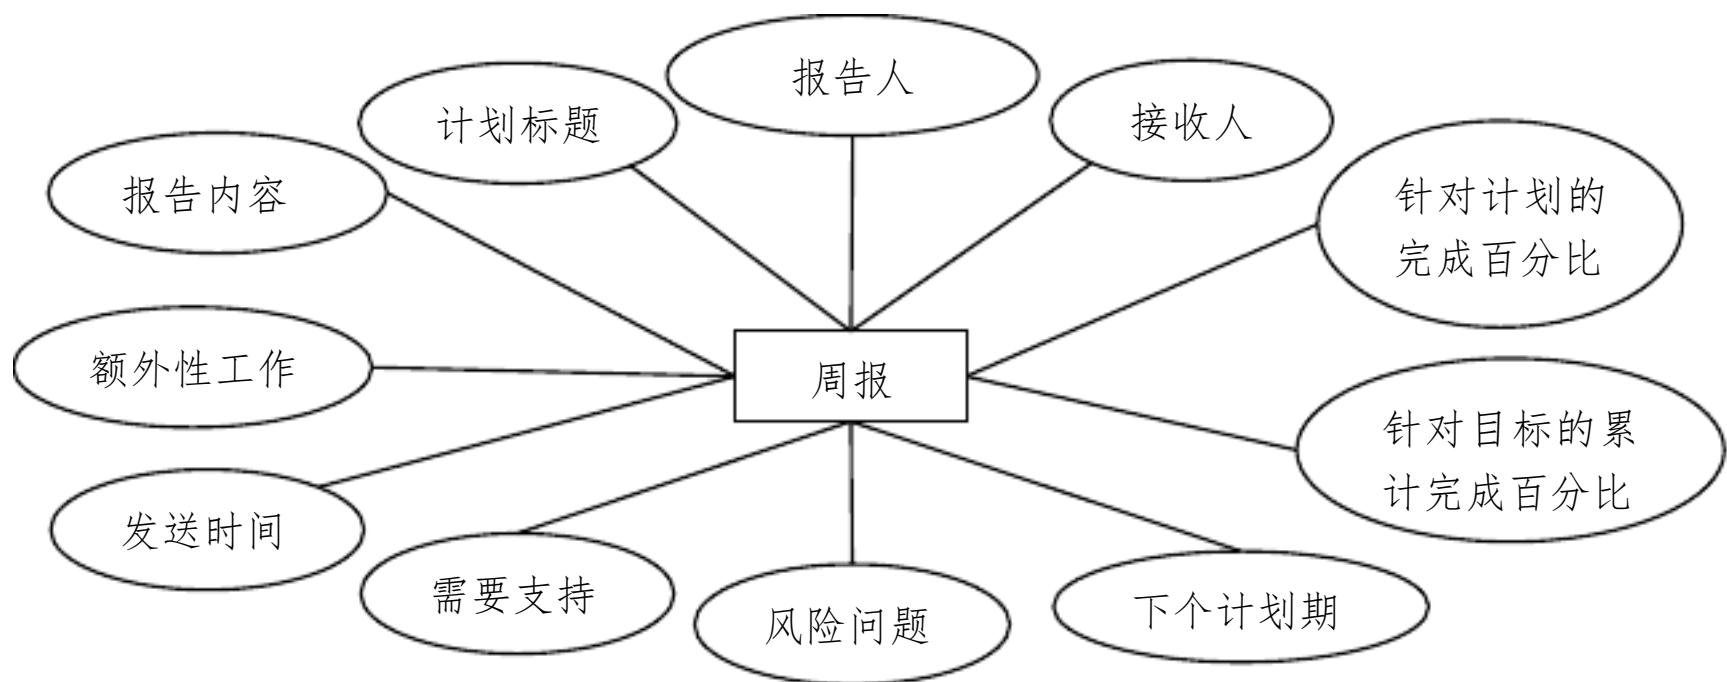 报告人
计划标题
接收人
报告内容
针对计划的
完成百分比
额外性工作
周报
针对目标的累
计完成百分比
发送时间
需要支持
风险问题
下个计划期